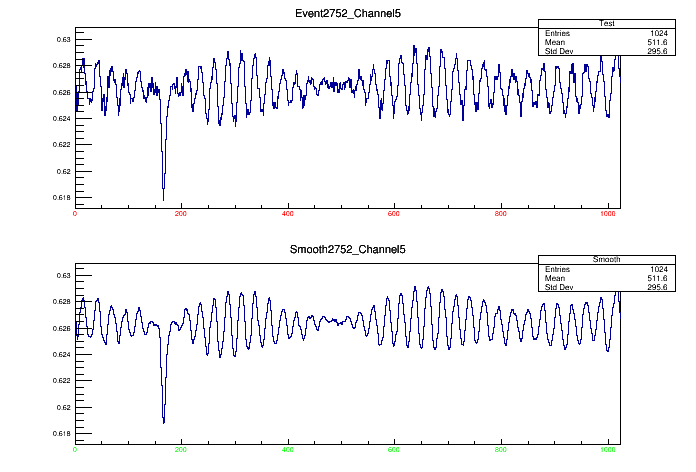 Event2752_Channel5
Test
Entries 1024
Mean 511.6
Std Dev 295.6
0.63
0.628
0.626
0.624
0.622
0.62
0.618
0 200 400 600 800 1000
Smooth2752_Channel5
Smooth
Entries 1024
Mean 511.6
Std Dev 295.6
0.63
0.628
0.626
0.624
0.622
0.62
0.618
0 200 400 600 800 1000